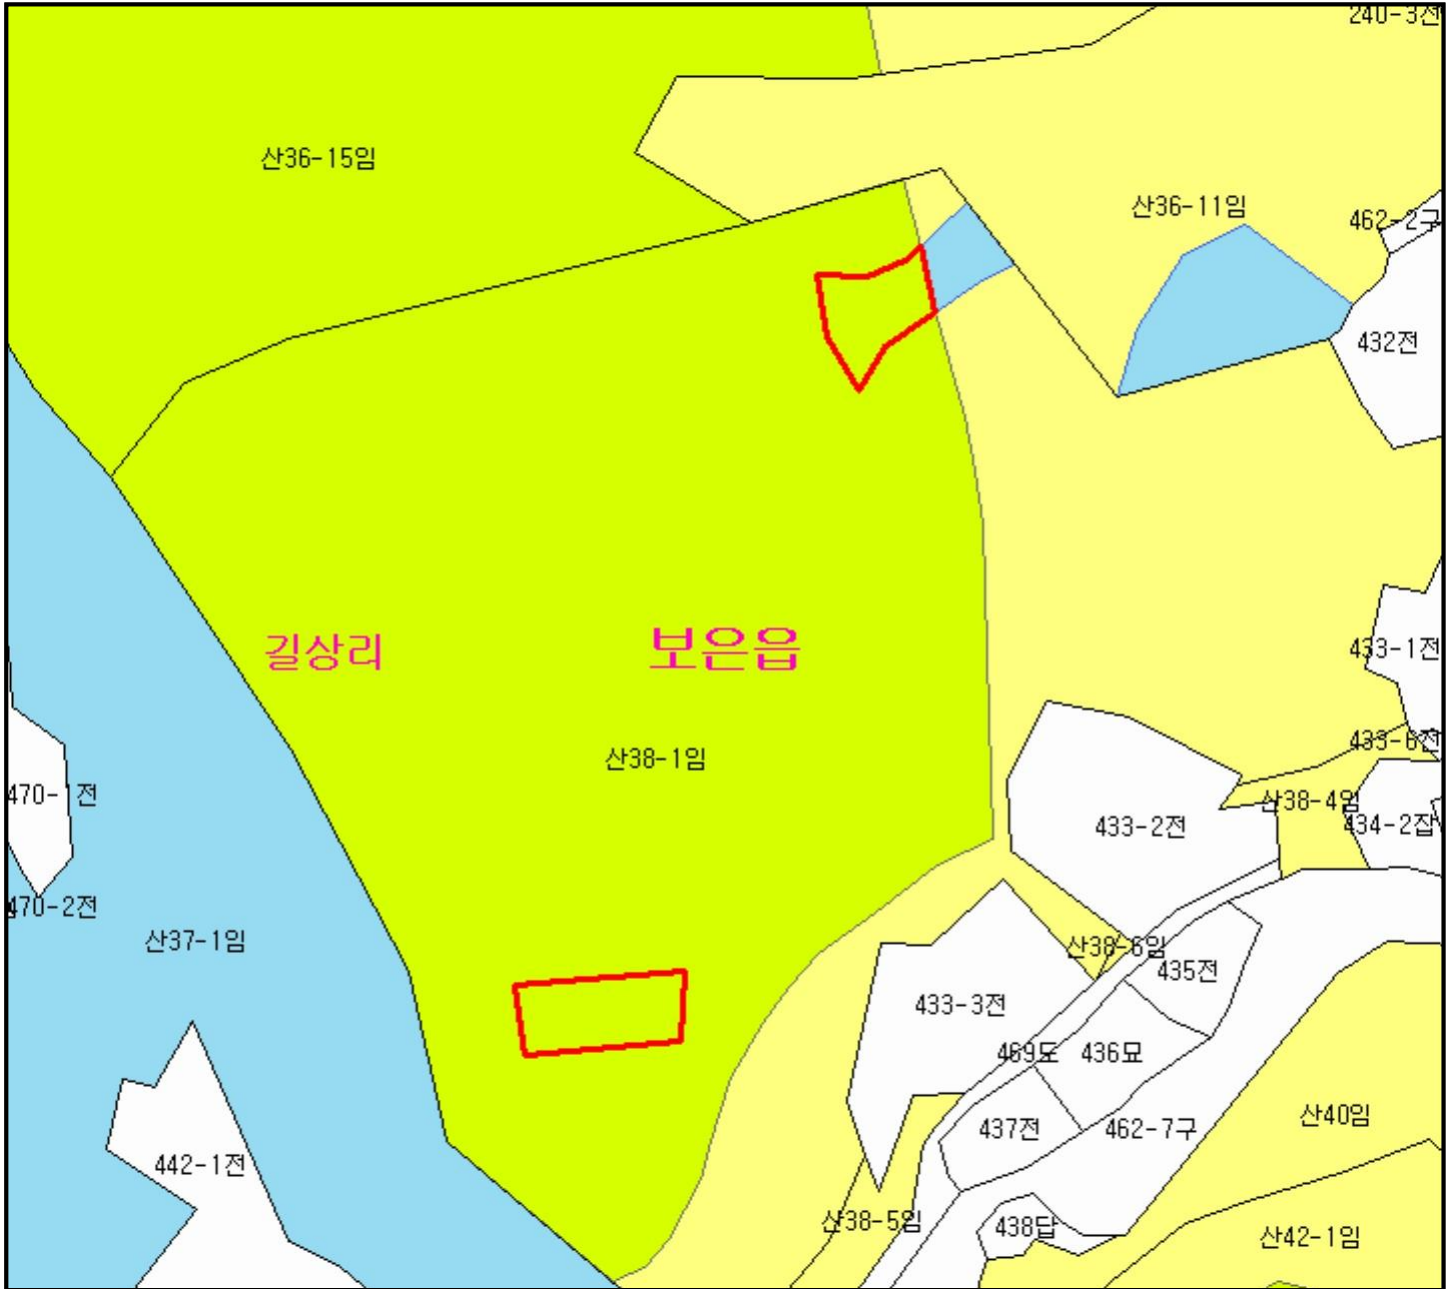 240-3전
산36-15임
산36-11임
462-2구
432전
길상리
보은읍
433-1전
433-6전
산38-1임
470-1전
산38-4임
433-2전
434-2잡
470-2전
산37-1임
산38-6임
435전
433-3전
469도
436묘
산40임
437전
462-7구
442-1전
산38-5임
438답
산42-1임